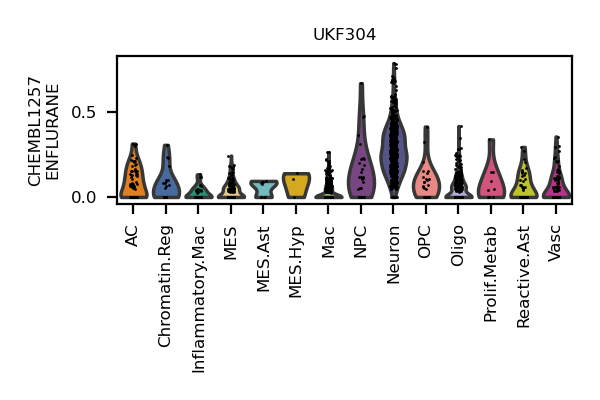 UKF304
CHEMBL1257
ENFLURANE
0.5
0.0
AC
Chromatin.Reg
Inflammatory.Mac
MES
MES.Ast
MES.Hyp
Mac
NPC
Neuron
OPC
Oligo
Prolif.Metab
Reactive.Ast
Vasc